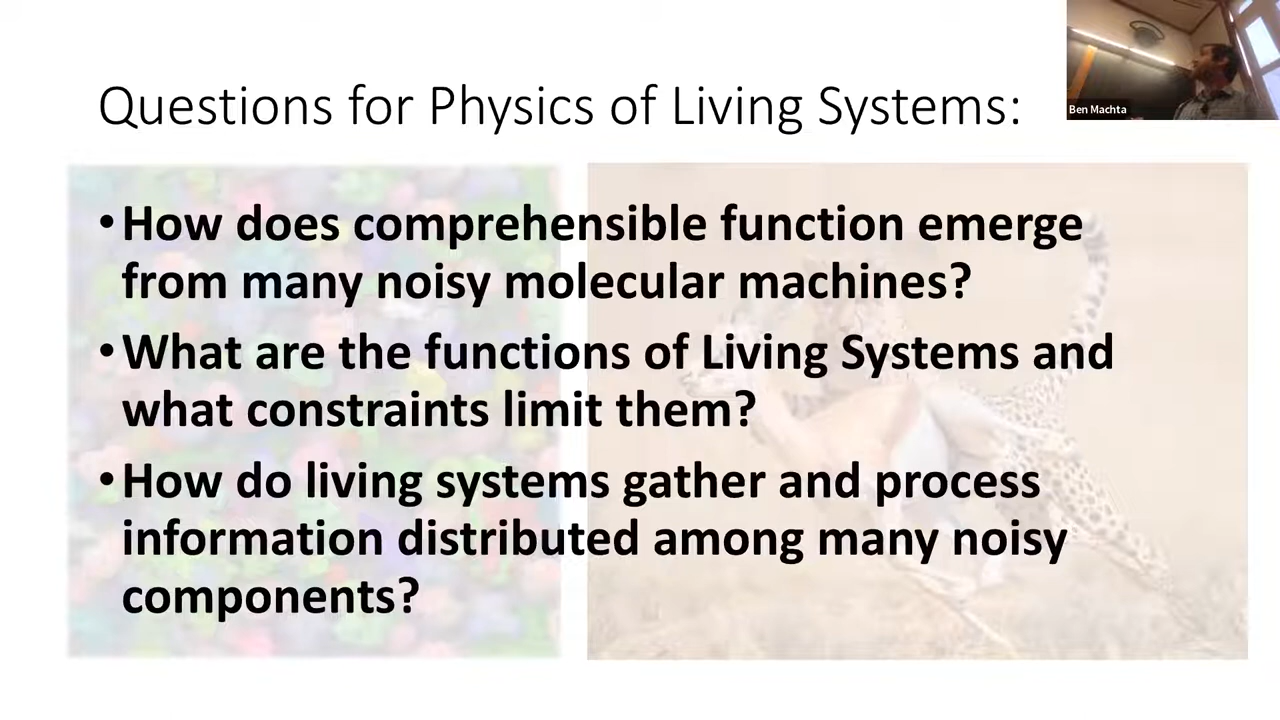 Ben Machta
Questions for Physics of Living Systems:
•How does comprehensible function emerge
from many noisy molecular machines?
•What are the functions of Living Systems and
what constraints limit them?
•How do living systems gather and process
information distributed among many noisy
components?